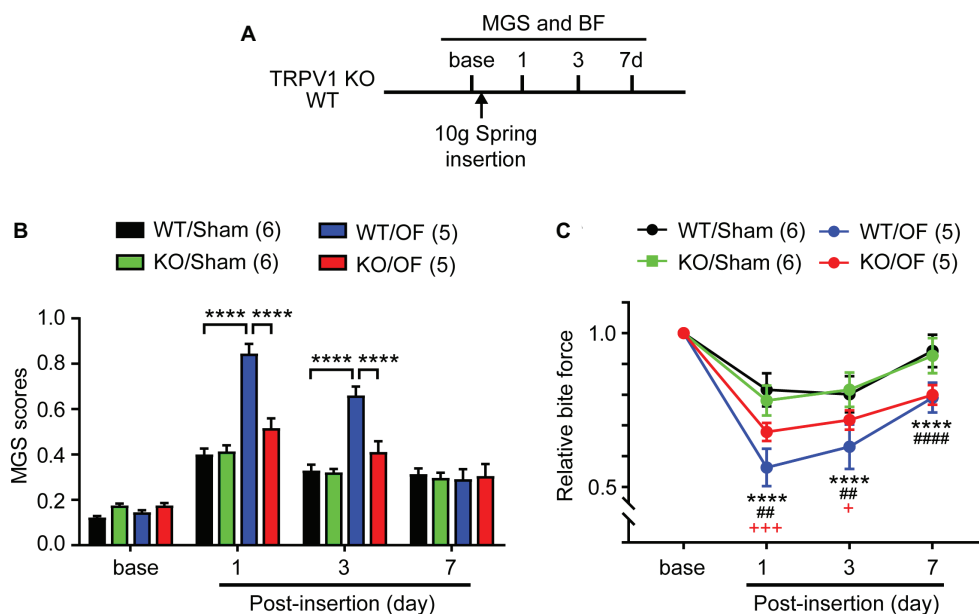 A
MGS and BF
base 1 3 7d
TRPV1 KO
WT
10g Spring
insertion
B
WT/Sham (6) WT/OF (5)
KO/Sham (6) KO/OF (5)
MGS scores
1.0
0.8
0.6
0.4
0.2
0.0
**** ****
**** ****
base 1 3 7
Post-insertion (day)
C
WT/Sham (6) WT/OF (5)
KO/Sham (6) KO/OF (5)
Relative bite force
1.0
0.5
****
##
+++
****
##
+
****
####
base 1 3 7
Post-insertion (day)